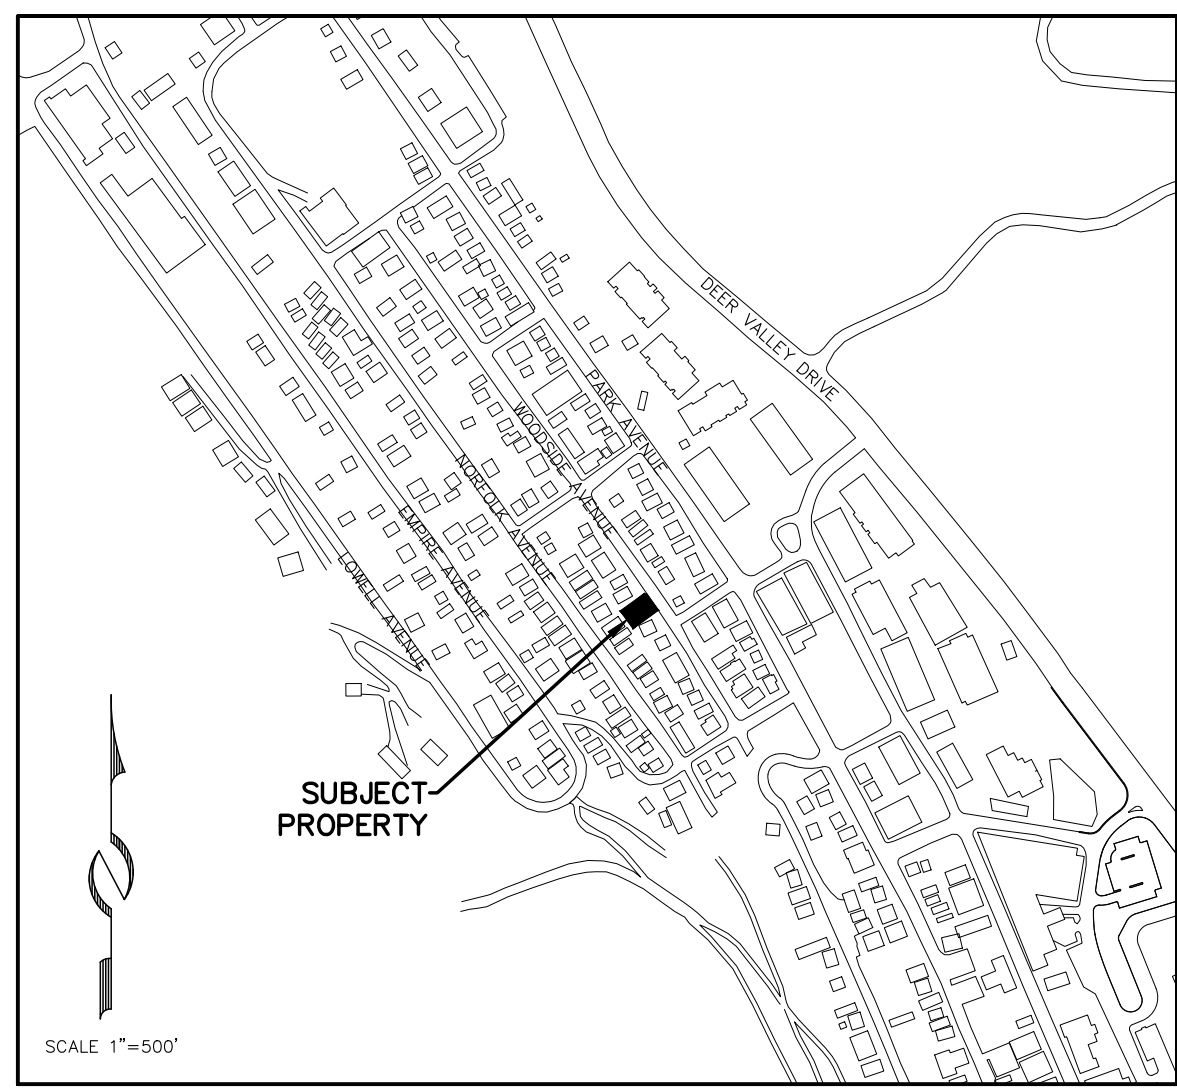 DEER VALLEY DRIVE
PARK AVENUE
WOODSIDE AVENUE
NORFOLK AVENUE
EMPIRE AVENUE
LOWELL AVENUE
SUBJECT
PROPERTY
SCALE 1"=500'